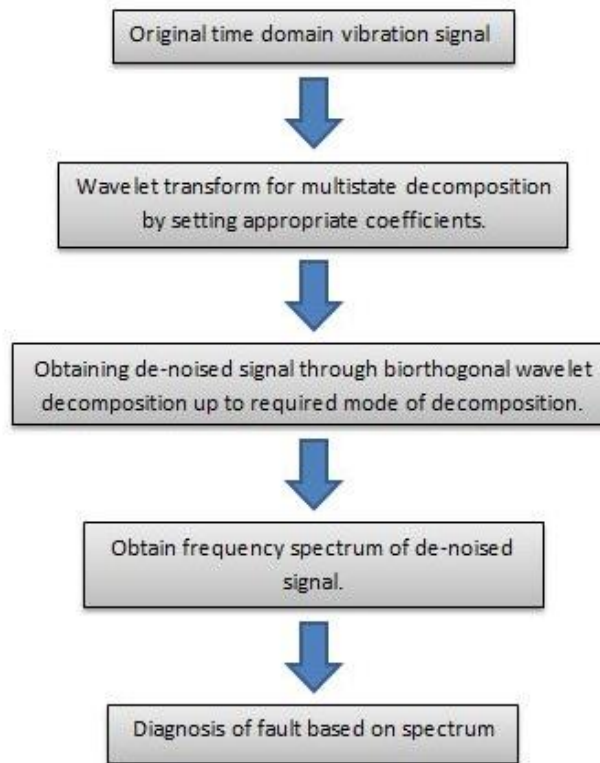 Original time domain vibration signal
Wavelet transform for multistate decomposition
by setting appropriate coefficients.
Obtaining de-noised signal through biorthogonal wavelet
decomposition up to required mode of decomposition.
Obtain frequency spectrum of de-noised
signal.
Diagnosis of fault based on spectrum